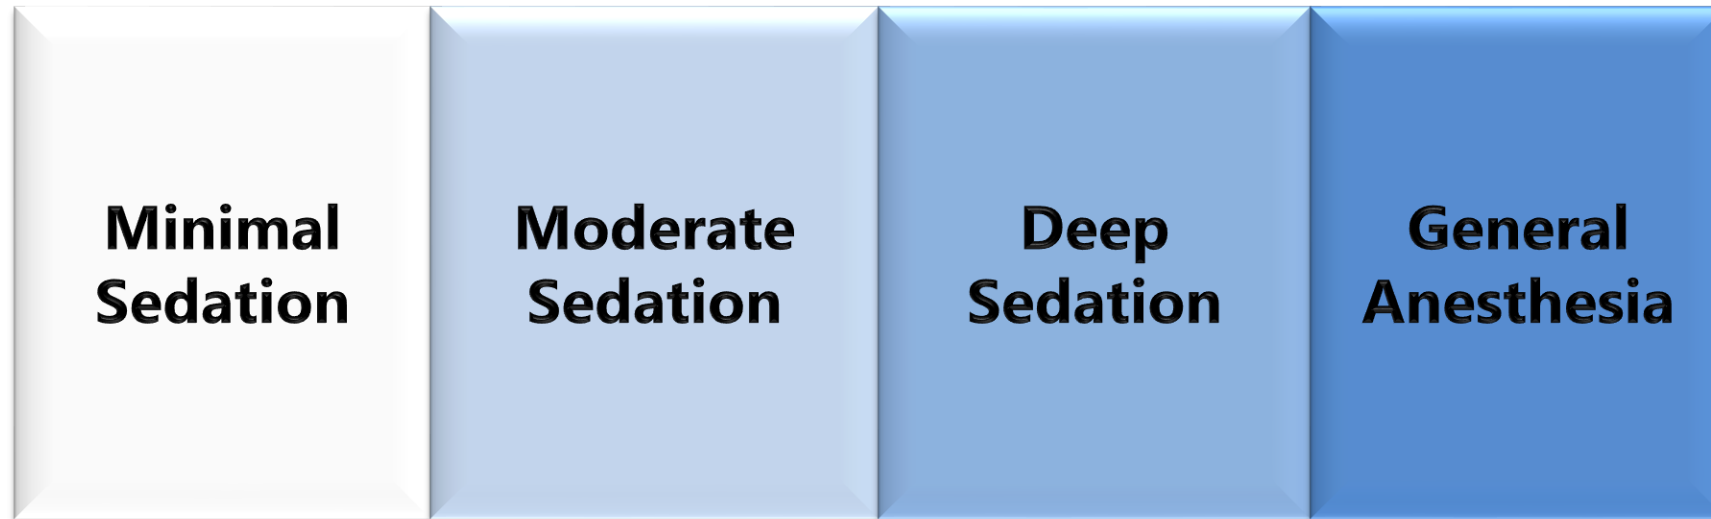 Minimal
Sedation
Moderate
Sedation
Deep
Sedation
General
Anesthesia